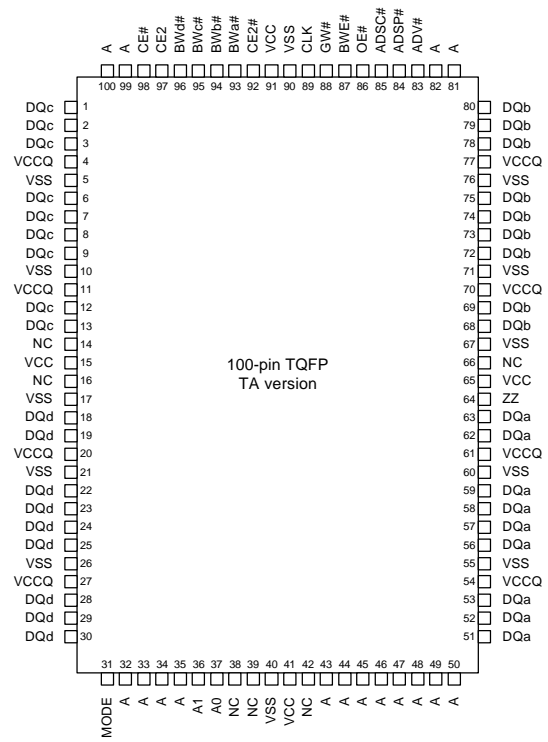 A
A
CE#
CE2
BWd#
BWc#
BWb#
BWa#
CE2#
VCC
VSS
CLK
GW#
BWE#
OE#
ADSC#
ADSP#
ADV#
A
A
100 99 98 97 96 95 94 93 92 91 90 89 88 87 86 85 84 83 82 81
DQc 1 80 DQb
DQc 2 79 DQb
DQc 3 78 DQb
VCCQ 4 77 VCCQ
VSS 5 76 VSS
DQc 6 75 DQb
DQc 7 74 DQb
DQc 8 73 DQb
DQc 9 72 DQb
VSS 10 71 VSS
VCCQ 11 70 VCCQ
DQc 12 69 DQb
DQc 13 68 DQb
NC 14 67 VSS
VCC 15 100-pin TQFP 66 NC
NC 16 TA version 65 VCC
VSS 17 64 ZZ
DQd 18 63 DQa
DQd 19 62 DQa
VCCQ 20 61 VCCQ
VSS 21 60 VSS
DQd 22 59 DQa
DQd 23 58 DQa
DQd 24 57 DQa
DQd 25 56 DQa
VSS 26 55 VSS
VCCQ 27 54 VCCQ
DQd 28 53 DQa
DQd 29 52 DQa
DQd 30 51 DQa
31 32 33 34 35 36 37 38 39 40 41 42 43 44 45 46 47 48 49 50
MODE
A
A
A
A
A1
A0
NC
NC
VSS
VCC
NC
A
A
A
A
A
A
A
A